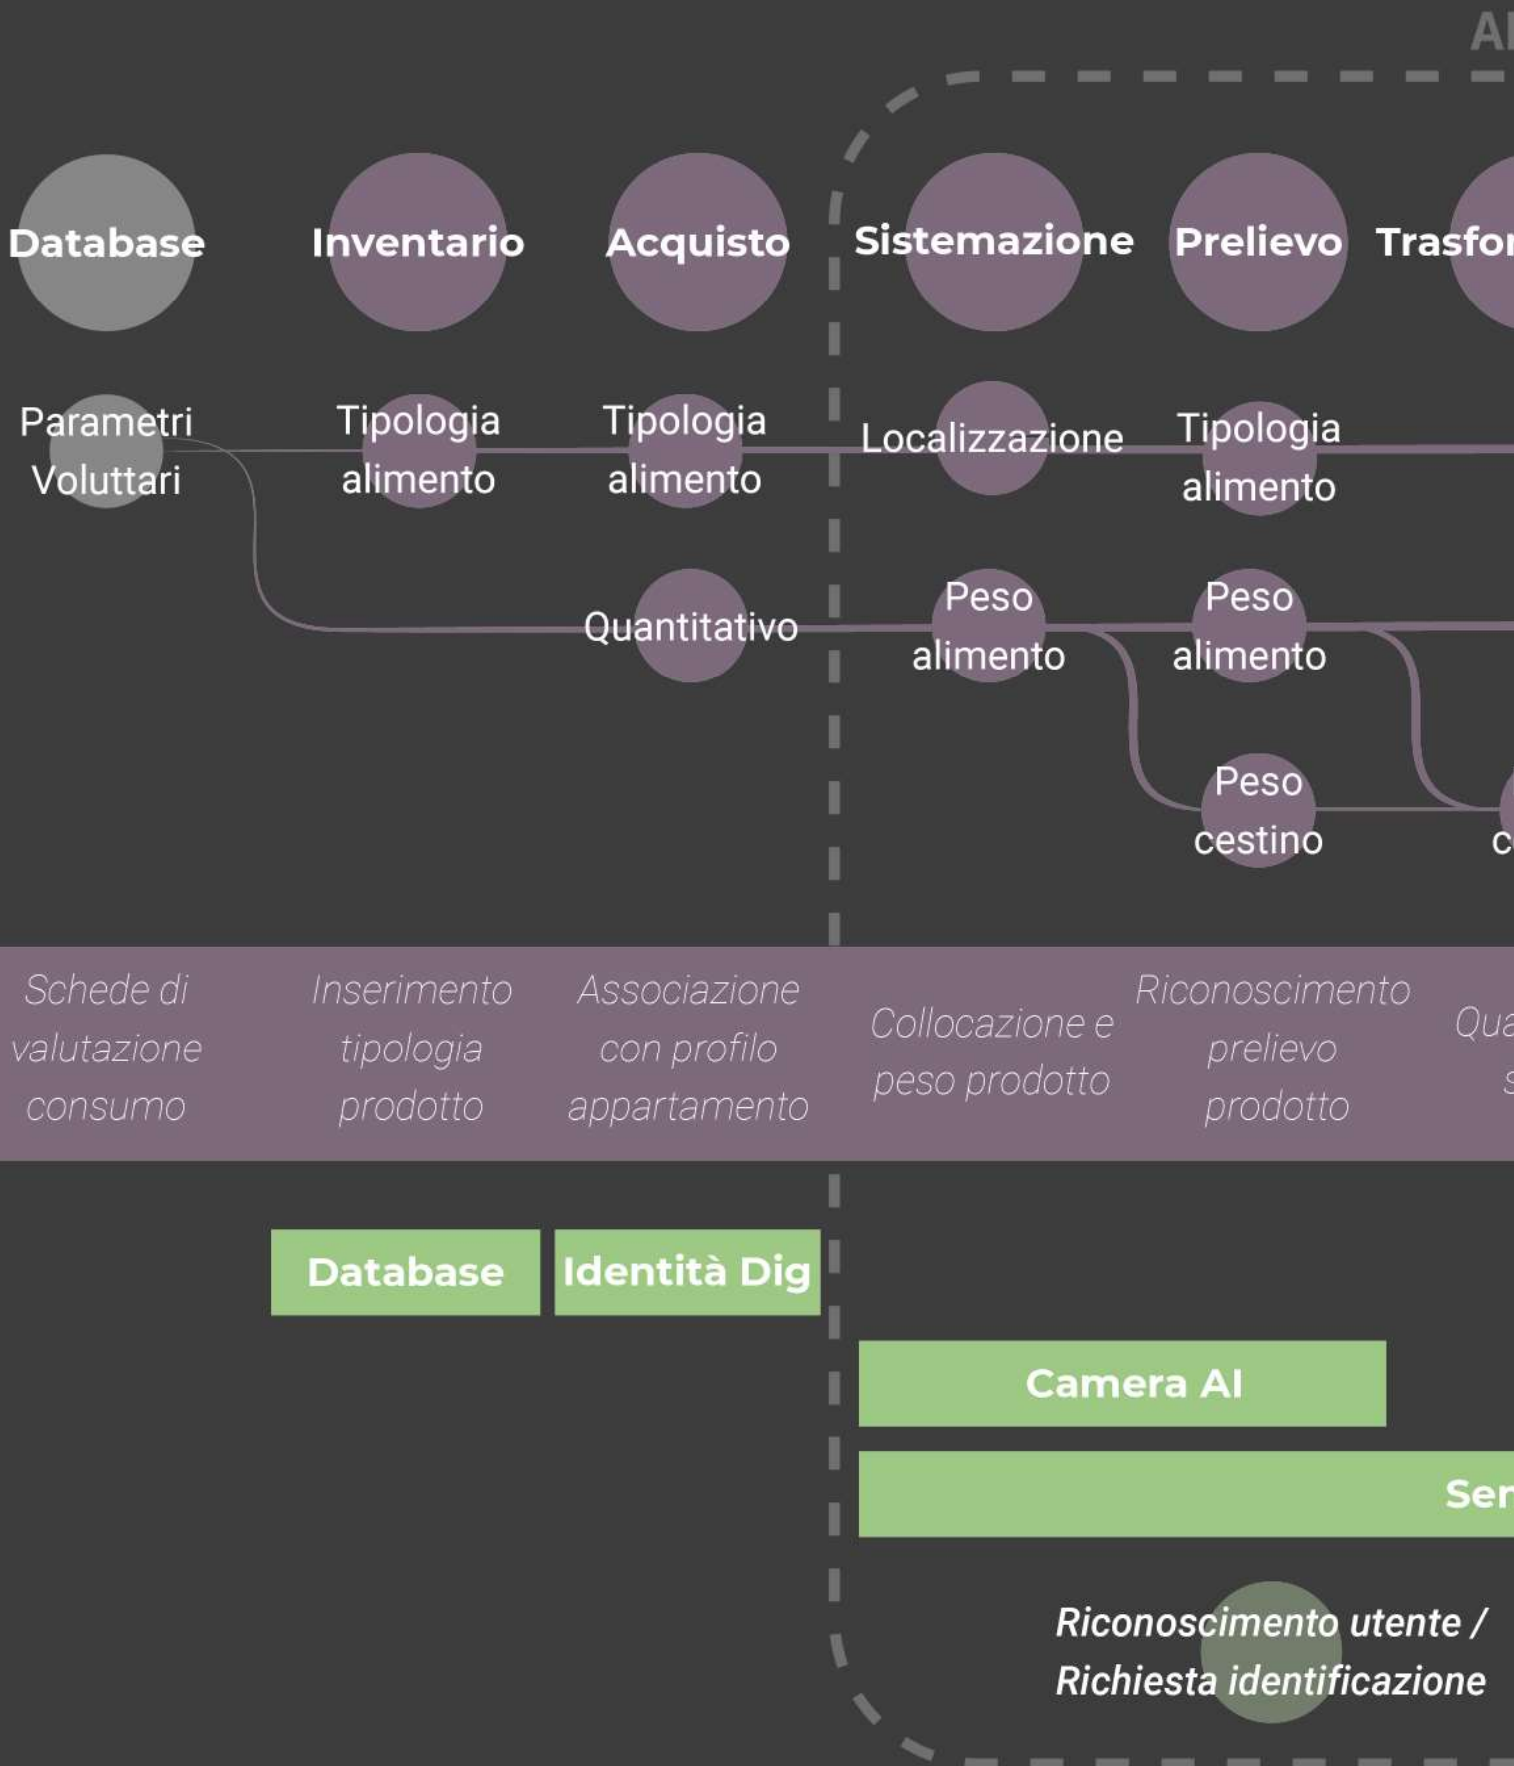 Database
Inventario
Acquisto
Sistemazione
Prelievo
Parametri
Voluttari
Tipologia
alimento
Tipologia
alimento
Localizzazione
Tipologia
alimento
Quantitativo
Peso
alimento
Peso
alimento
Peso
cestino
Schede di
valutazione
consumo
Inserimento
tipologia
prodotto
Associazione
con profilo
appartamento
Collocazione e
peso prodotto
Riconoscimento
prelievo
prodotto
Database
Identità Dig
Camera AI
Riconoscimento utente /
Richiesta identificazione